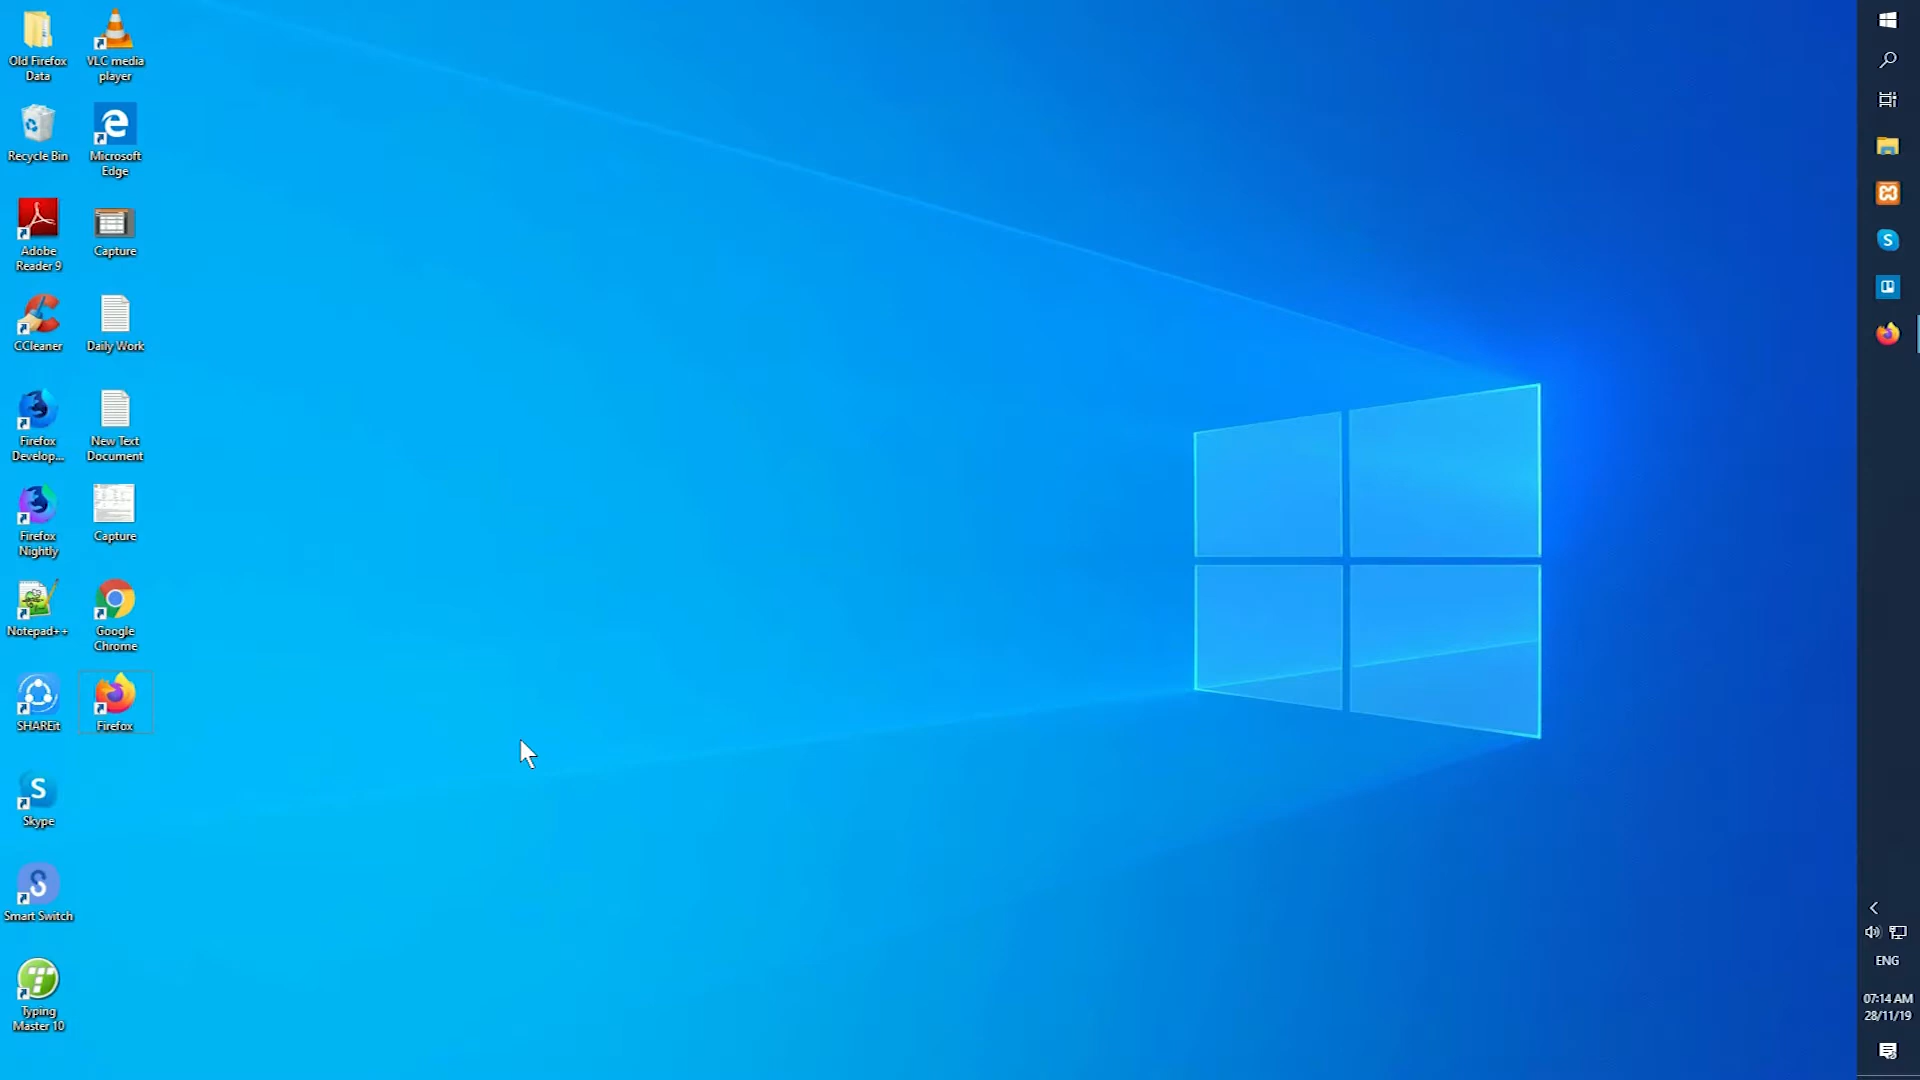 Old Firefox
Data
VLC media
player
Recycle Bin
Microsoft
Edge
Adobe
Reader 9
Capture
CCleaner
Daily Work
Firefox
Develop...
New Text
Document
Firefox
Nightly
Capture
Notepad++
Google
Chrome
SHAREit
Firefox
Skype
Smart Switch
Typing
Master 10
ENG
07:14 AM
28/11/19